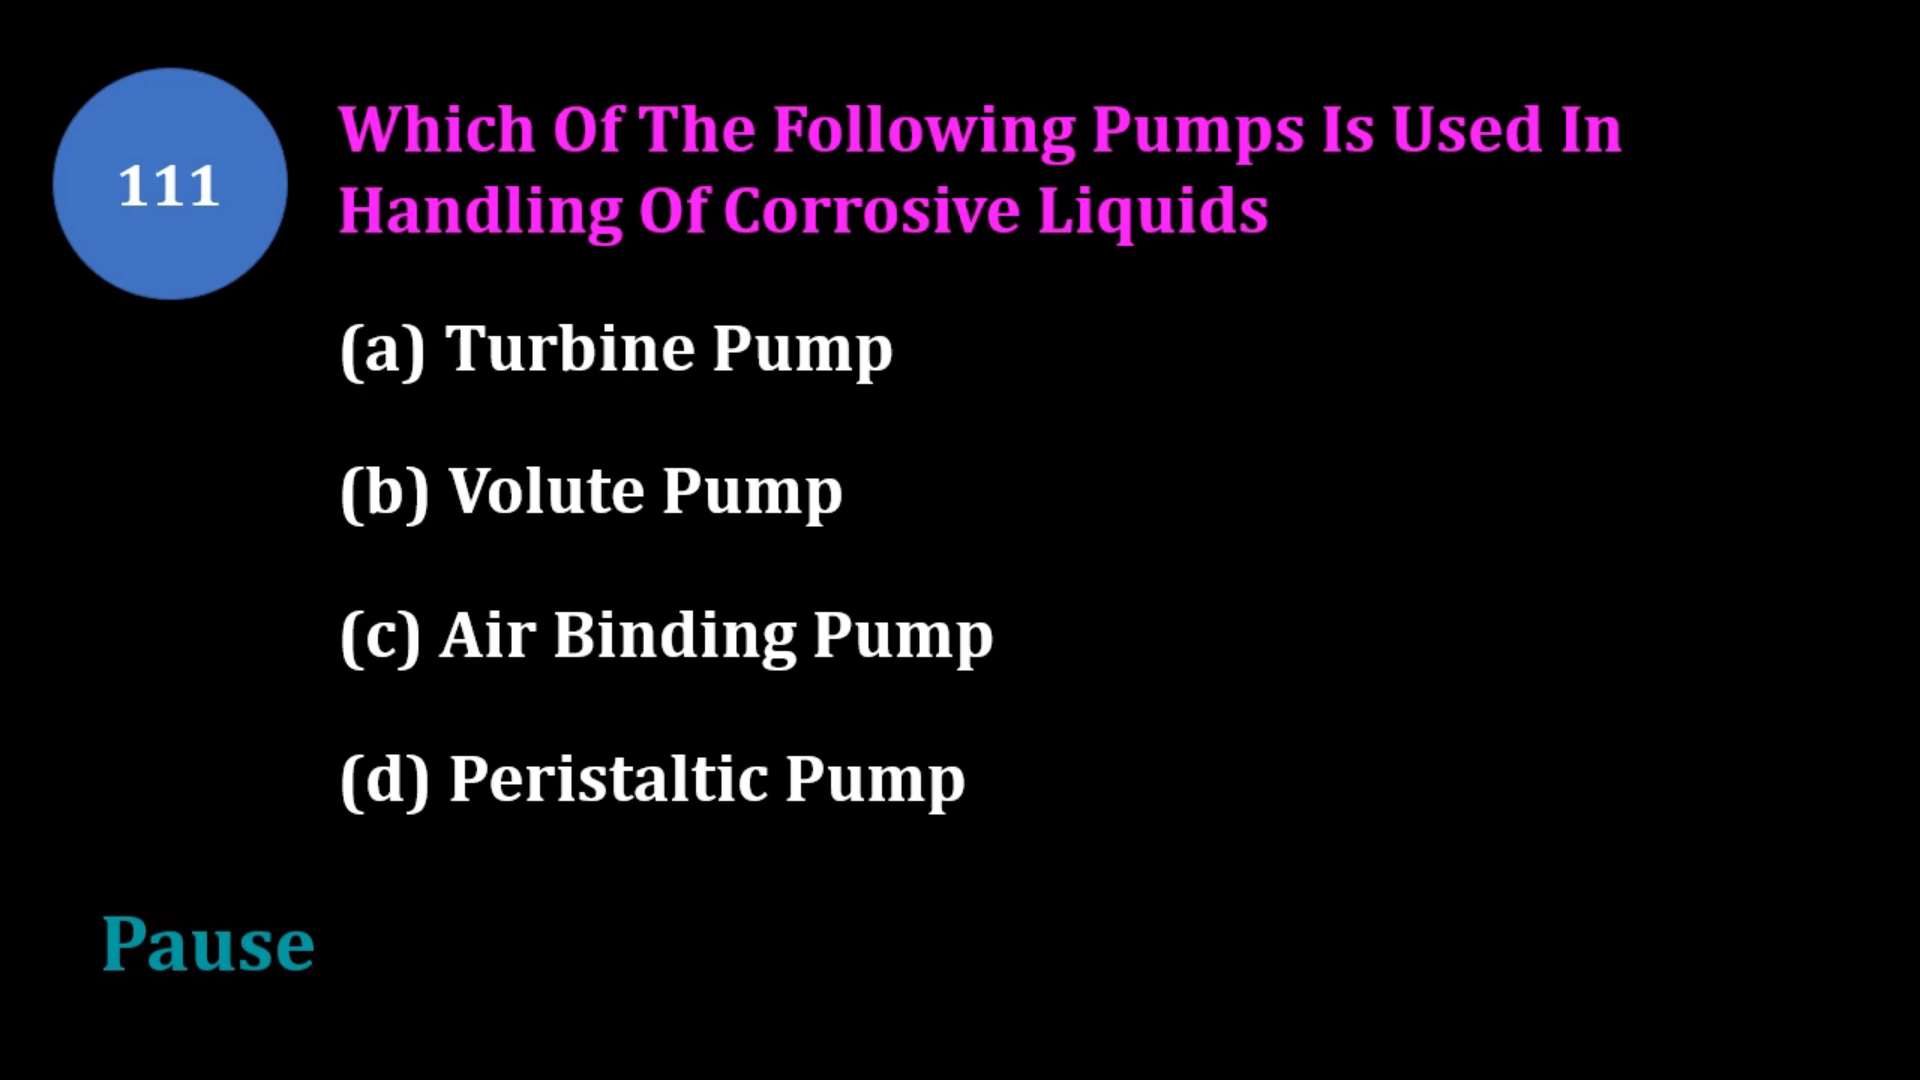 111
Which Of The Following Pumps Is Used In
Handling Of Corrosive Liquids
(a) Turbine Pump
(b) Volute Pump
(c) Air Binding Pump
(d) Peristaltic Pump
Pause